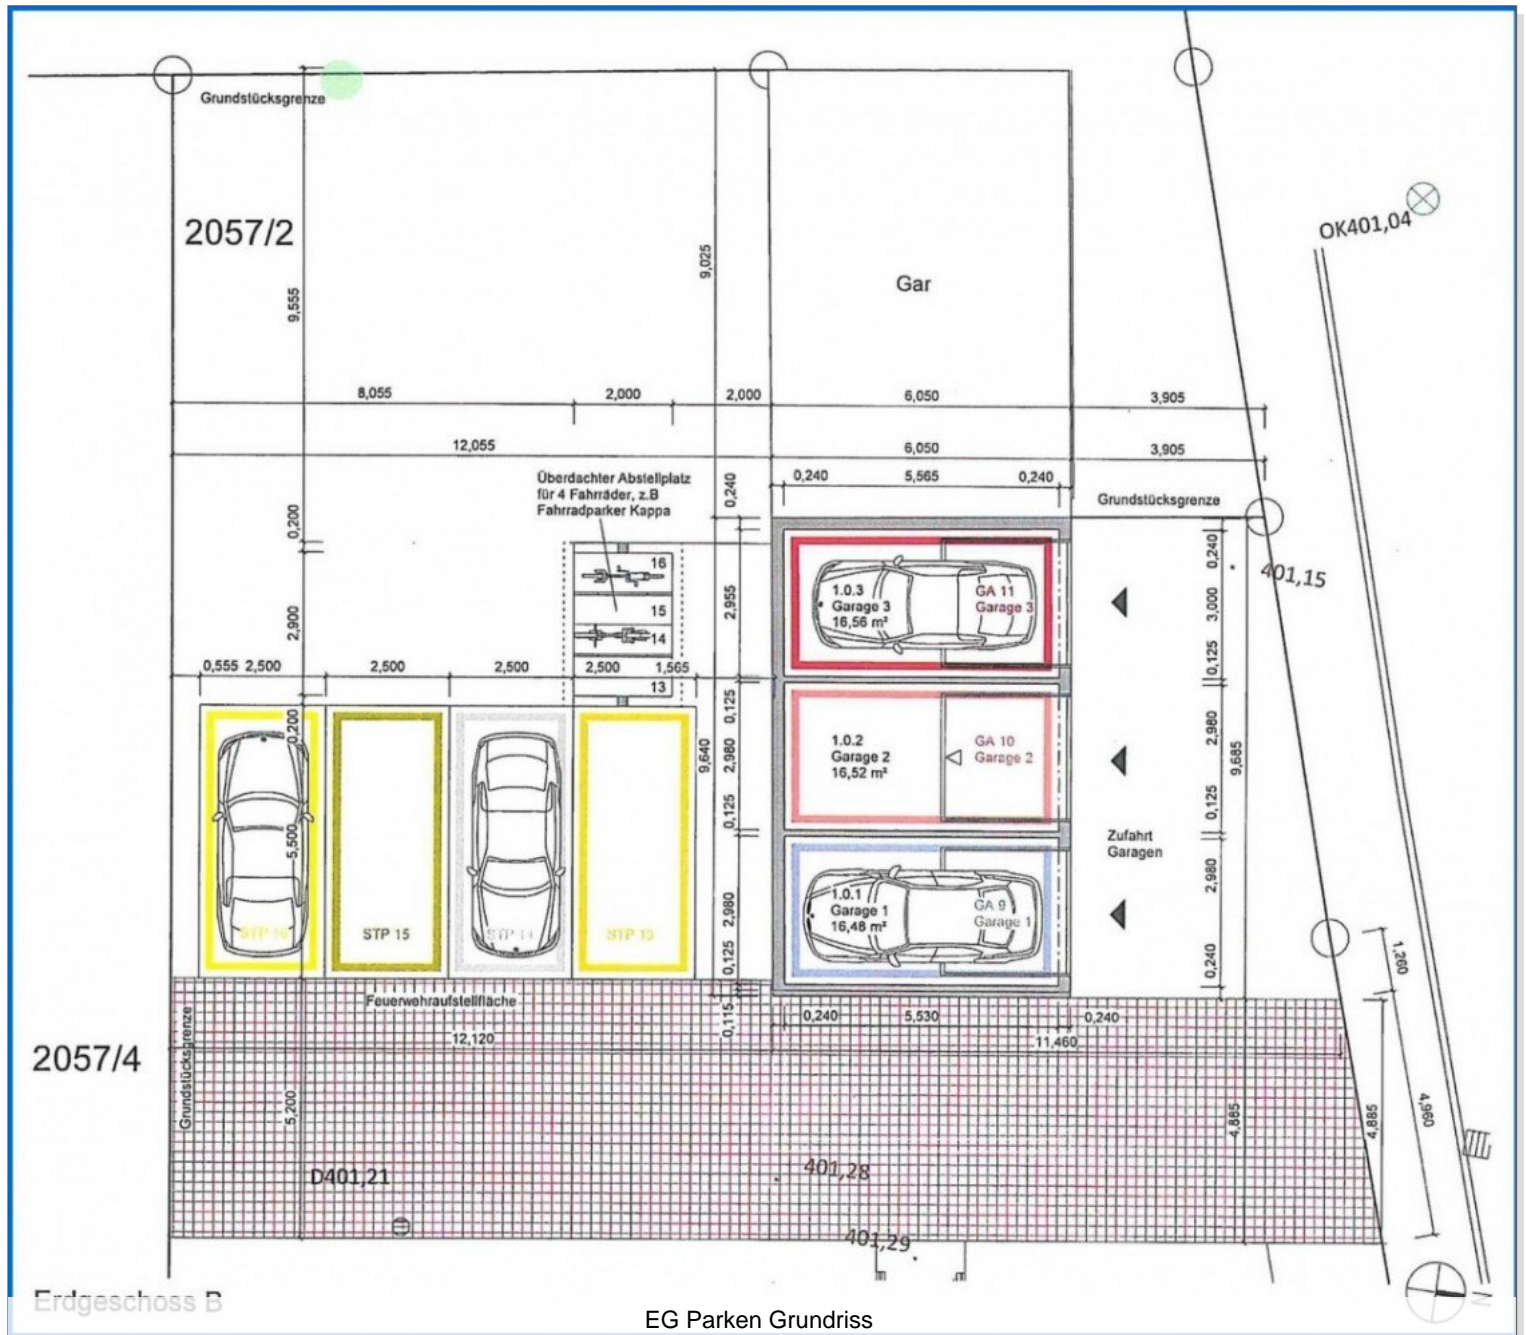 Grundstücksgrenze
2057/2
OK401,04
9,555
9,025
Gar
8,055
2,000
2,000
6,050
3,905
12,055
6,050
3,905
Überdachter Abstellplatz
für 4 Fahrräder, z.B
Fahrradparker Kappa
0,240
0,240
5,565
0,240
Grundstücksgrenze
0,200
2,900
16
15
14
13
2,955
1.0.3
Garage 3
16,56 m²
GA 11
Garage 3
0,240
3,000
0,125
401,15
0,555
2,500
2,500
2,500
2,500
1,565
0,200
5,500
STP 16
STP 15
STP 14
STP 13
0,125
9,640
2,980
0,125
2,980
0,125
1.0.2
Garage 2
16,52 m²
GA 10
Garage 2
2,980
9,685
0,125
Zufahrt
Garagen
1.0.1
Garage 1
16,48 m²
GA 9
Garage 1
2,980
0,240
1,260
Feuerwehraufstellfläche
0,115
0,240
5,530
0,240
12,120
11,460
Grundstücksgrenze
2057/4
5,200
4,885
4,885
4,960
D401,21
401,28
401,29
Erdgeschoss B
N
EG Parken Grundriss